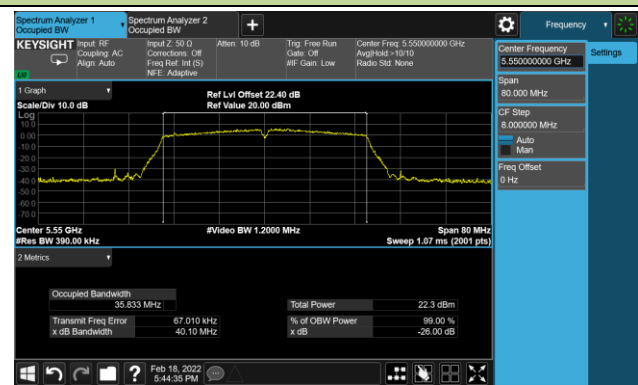 Spectrum Analyzer 1
Occupied BW
Spectrum Analyzer 2
Occupied BW
+
Frequency
KEYSIGHT
Input: RF
Coupling: AC
Align: Auto
Input Z: 50 Ω
Corrections: Off
Freq Ref: Int (S)
NFE: Adaptive
Atten: 10 dB
Trig: Free Run
Gate: Off
#IF Gain: Low
Center Freq: 5.550000000 GHz
Avg|Hold:>10/10
Radio Std: None
Center Frequency
5.550000000 GHz
Settings
Span
80.000 MHz
CF Step
8.000000 MHz
Auto
Man
Freq Offset
0 Hz
1 Graph
Scale/Div 10.0 dB
Ref Lvl Offset 22.40 dB
Ref Value 20.00 dBm
Log
10.0
0.00
-10.0
-20.0
-30.0
-40.0
-50.0
-60.0
-70.0
Center 5.55 GHz
#Res BW 390.00 kHz
#Video BW 1.2000 MHz
Span 80 MHz
Sweep 1.07 ms (2001 pts)
2 Metrics
Occupied Bandwidth
35.833 MHz
Total Power 22.3 dBm
Transmit Freq Error 67.010 kHz
% of OBW Power 99.00 %
x dB Bandwidth 40.10 MHz
x dB -26.00 dB
?
Feb 18, 2022
5:44:35 PM